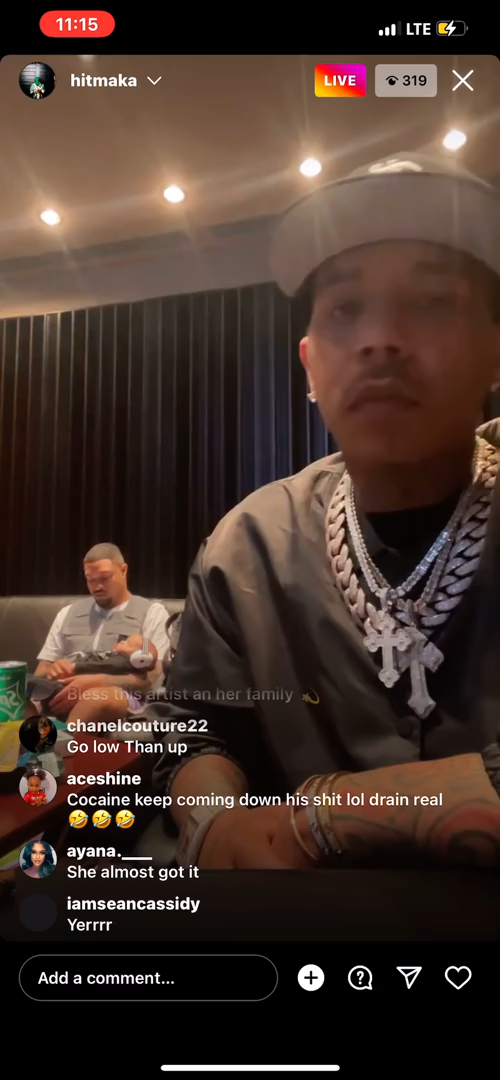 11:15
LTE
hitmaka
LIVE
319
Bless this artist an her family 💫
chanelcouture22
Go low Than up
aceshine
Cocaine keep coming down his shit lol drain real
🤣🤣🤣
ayana.___
She almost got it
iamseancassidy
Yerrrr
Add a comment...